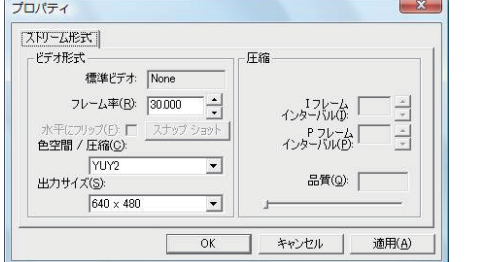 プロパティ
ストリーム形式
ビデオ形式
標準ビデオ: None
フレーム率(R): 30.000
水平にフリップ(F): スナップ ショット
色空間 / 圧縮(C):
YUY2
出力サイズ(S):
640 x 480
圧縮
I フレーム
インターバル(I):
P フレーム
インターバル(P):
品質(Q):
OK キャンセル 適用(A)